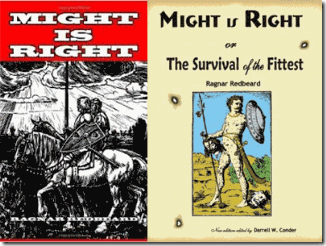 MIGHT
IS
RIGHT
RAGNAR REDBEARD
MIGHT IS RIGHT
OR
The Survival of the Fittest
Ragnar Redbeard
New edition edited by Darrell W. Conder